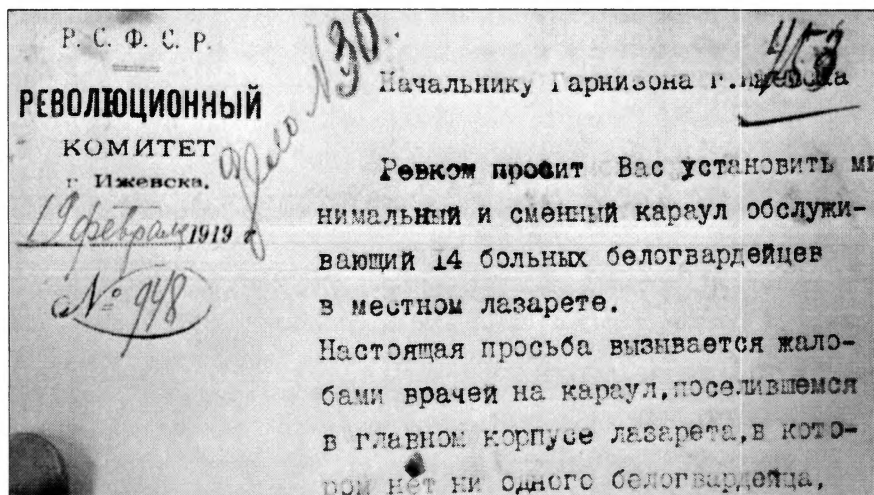 Р. С. Ф. С. Р.
РЕВОЛЮЦИОННЫЙ
КОМИТЕТ
г Ижевска.
19 февраля 1919 г
№ 948
Дело № 30.
453
Начальнику Гарнизона г.Ижевска
Ревком просит Вас установить ми
нимальный и сменный караул обслужи-
вающий 14 больных белогвардейцев
в местном лазарете.
Настоящая просьба вызывается жало-
бами врачей на караул,поселившемся
в главном корпусе лазарета,в кото-
ром нет ни одного белогвардейца,